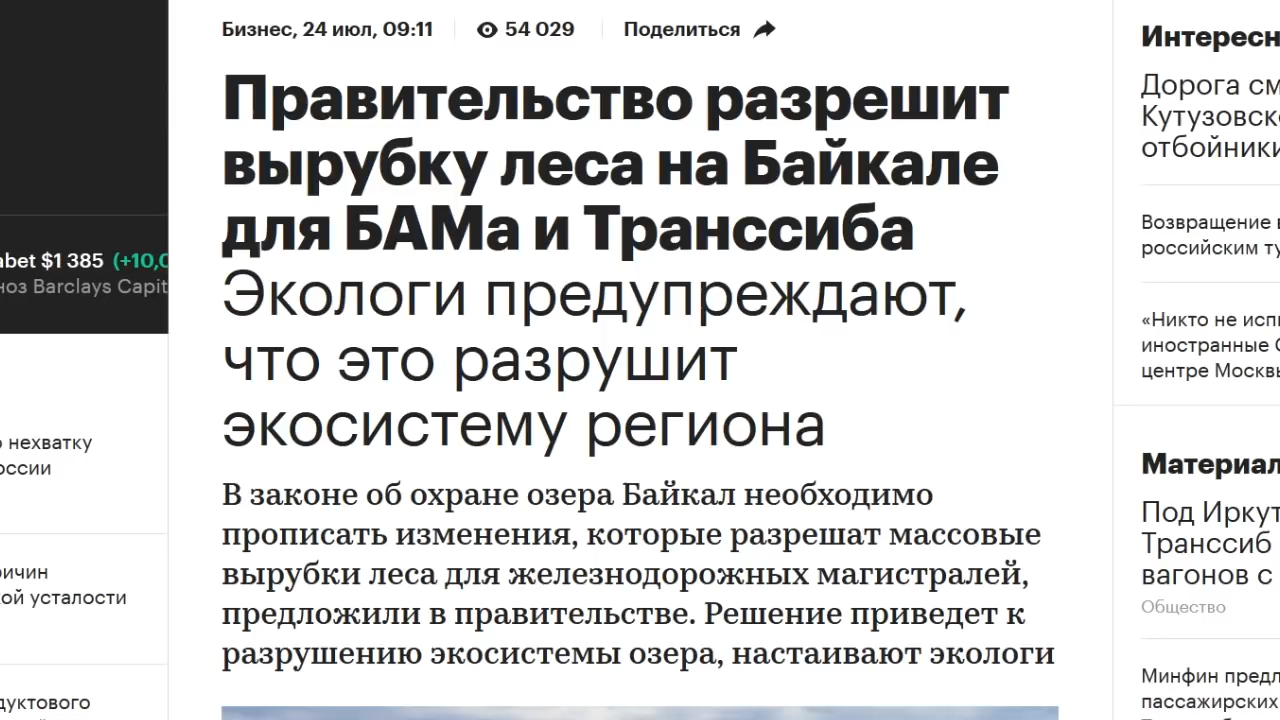 Бизнес, 24 июл, 09:11
54 029
Поделиться
Правительство разрешит
вырубку леса на Байкале
для БАМа и Транссиба
Экологи предупреждают,
что это разрушит
экосистему региона
В законе об охране озера Байкал необходимо
прописать изменения, которые разрешат массовые
вырубки леса для железнодорожных магистралей,
предложили в правительстве. Решение приведет к
разрушению экосистемы озера, настаивают экологи
abet $1 385 (+10,0
ноз Barclays Capit
нехватку
оссии
ричин
ой усталости
дуктового
Интересн
Дорога см
Кутузовск
отбойники
Возвращение в
российским ту
«Никто не исп
иностранные
центре Москвы
Материал
Под Иркут
Транссиб
вагонов с
Общество
Минфин предл
пассажирских